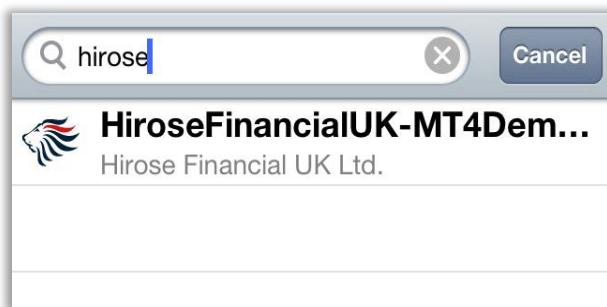 hirose
Cancel
HiroseFinancialUK-MT4Dem...
Hirose Financial UK Ltd.